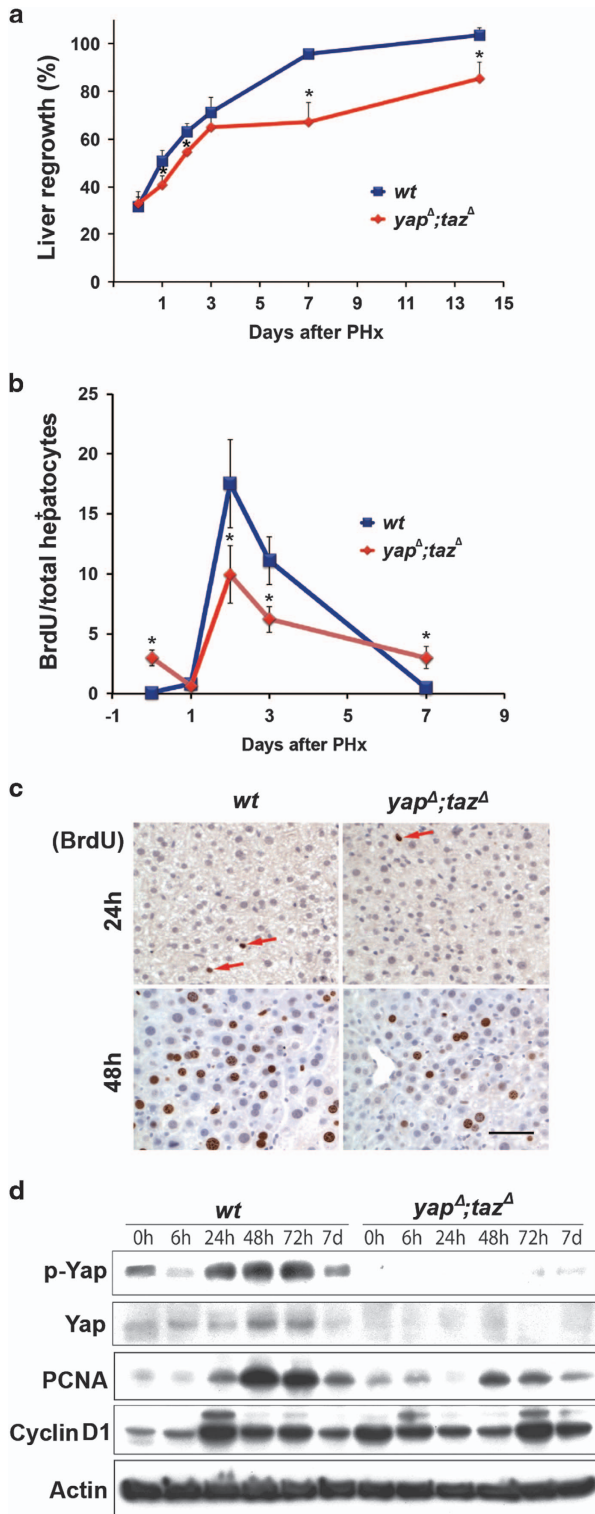 a
Liver regrowth (%)
100
80
60
40
20
0
* * * *
wt
yapΔ;tazΔ
1 3 5 7 9 11 13 15
Days after PHx
b
BrdU+/total hepatocytes
25
20
15
10
5
0
* * * *
wt
yapΔ;tazΔ
-1 1 3 5 7 9
Days after PHx
c
wt yapΔ;tazΔ
(BrdU)
24h
48h
d
wt yapΔ;tazΔ
0h 6h 24h 48h 72h 7d 0h 6h 24h 48h 72h 7d
p-Yap
Yap
PCNA
Cyclin D1
Actin